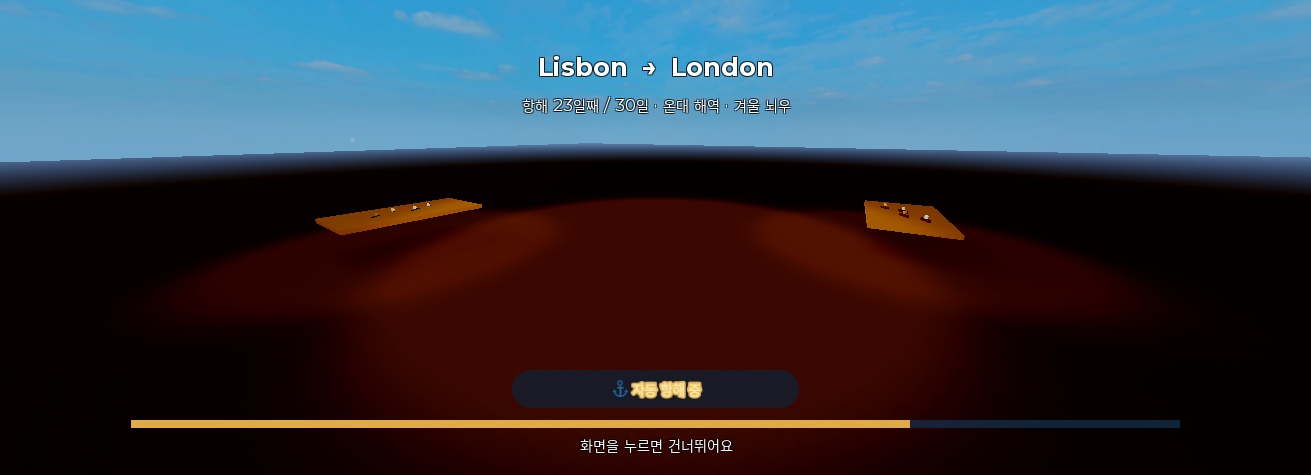 Lisbon → London
항해 23일째 / 30일 · 온대 해역 · 겨울 뇌우
자동 항해 중
화면을 누르면 건너뛰어요